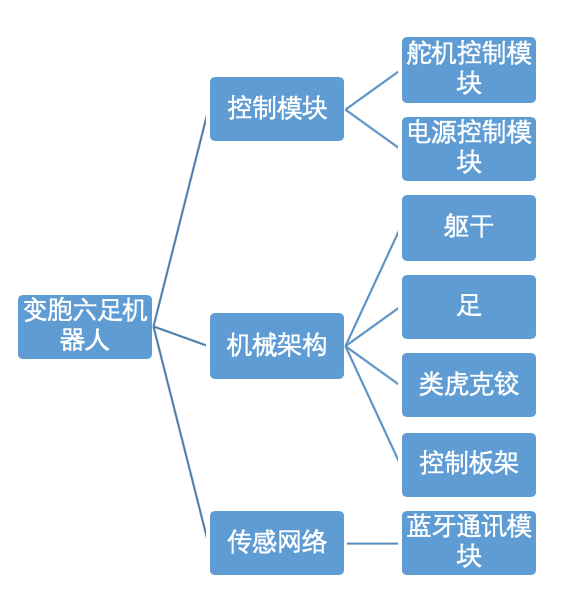 变胞六足机
器人
控制模块
舵机控制模
块
电源控制模
块
机械架构
躯干
足
类虎克铰
控制板架
传感网络
蓝牙通讯模
块